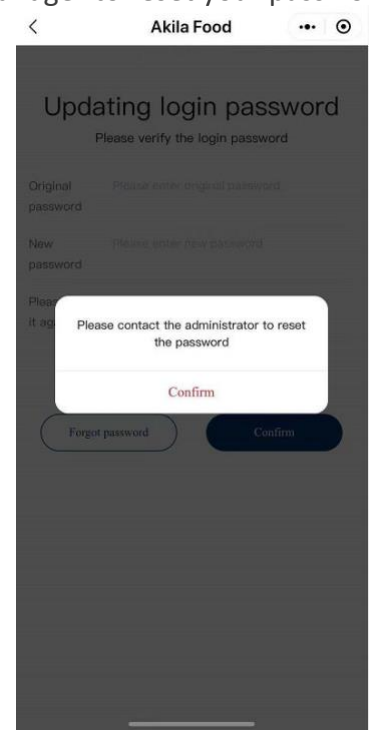 Akila Food
Updating login password
Please verify the login password
Original
Please enter original password
password
New
Please enter new password
password
Please contact the administrator to reset
the password
Confirm
Forgot password
Confirm